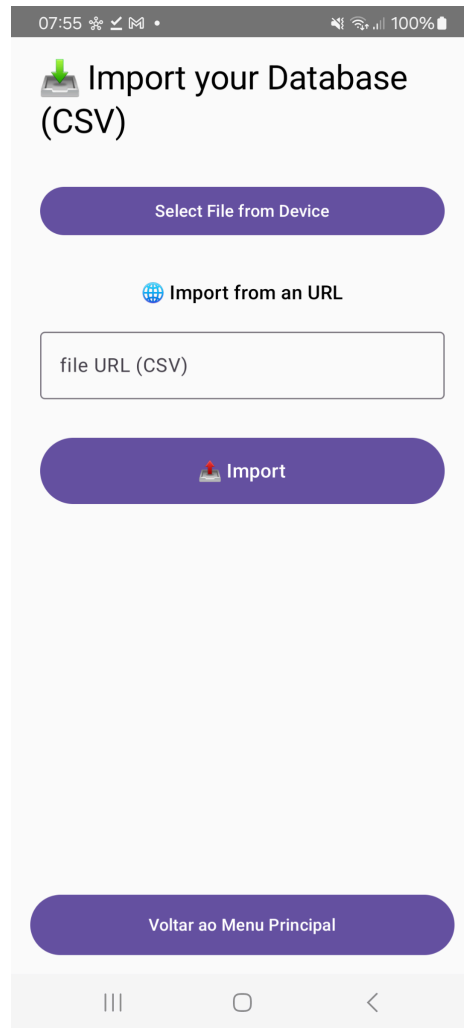 07:55 100%
📥 Import your Database
(CSV)
Select File from Device
🌐 Import from an URL
file URL (CSV)
📤 Import
Voltar ao Menu Principal